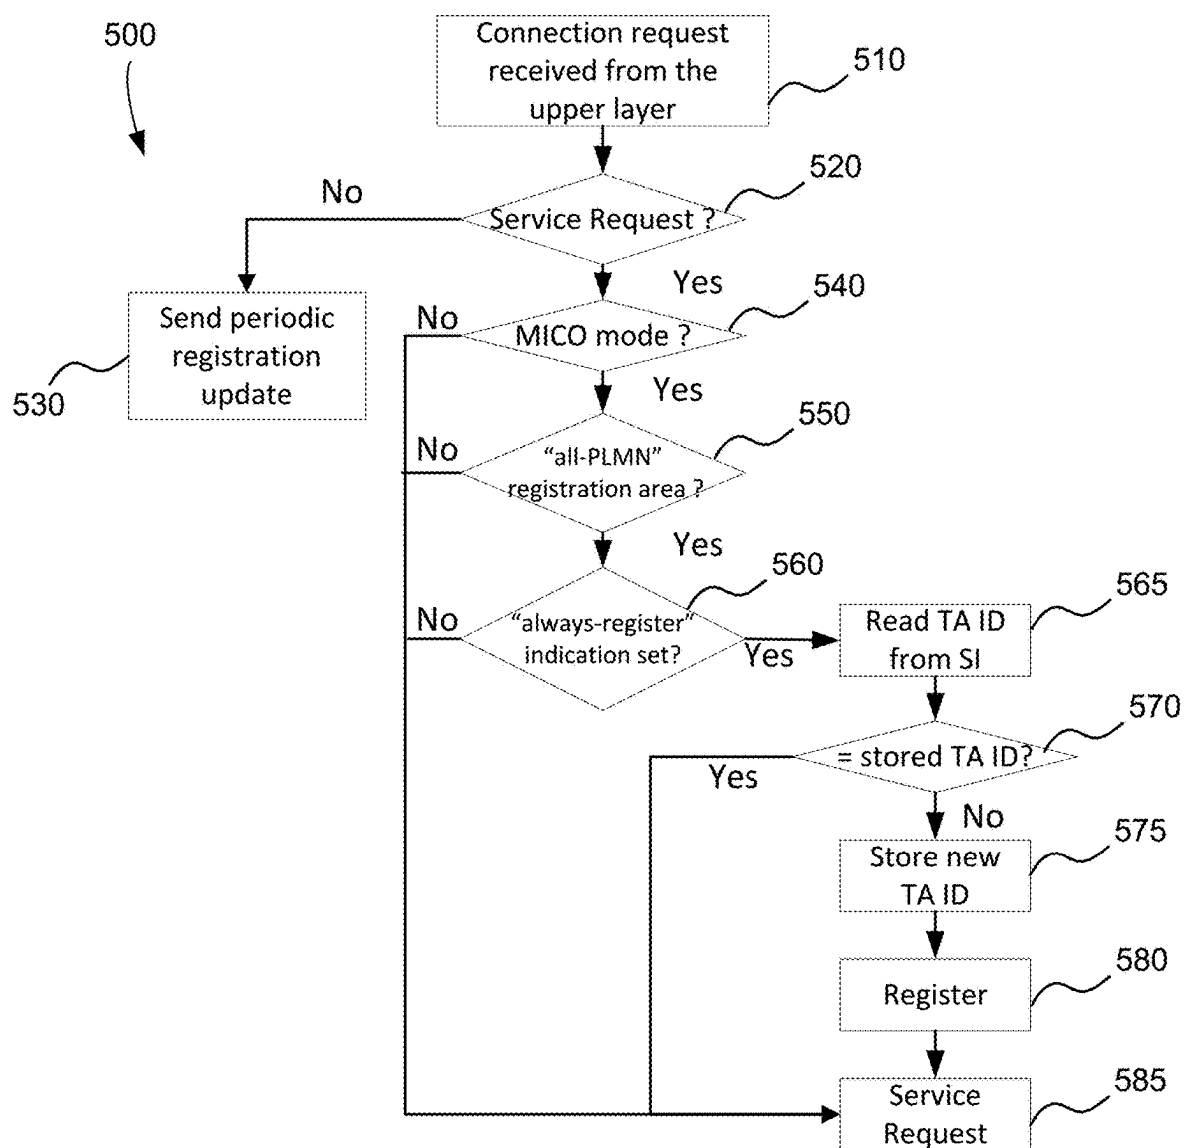 500
Connection request
received from the
upper layer
510
520
No
Service Request ?
Yes
540
Send periodic
registration
update
530
No
MICO mode ?
Yes
550
No
"all-PLMN"
registration area ?
Yes
560
No
"always-register"
indication set?
Yes
565
Read TA ID
from SI
570
= stored TA ID?
Yes
No
575
Store new
TA ID
580
Register
585
Service
Request